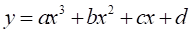 y = ax³ + bx² + cx + d